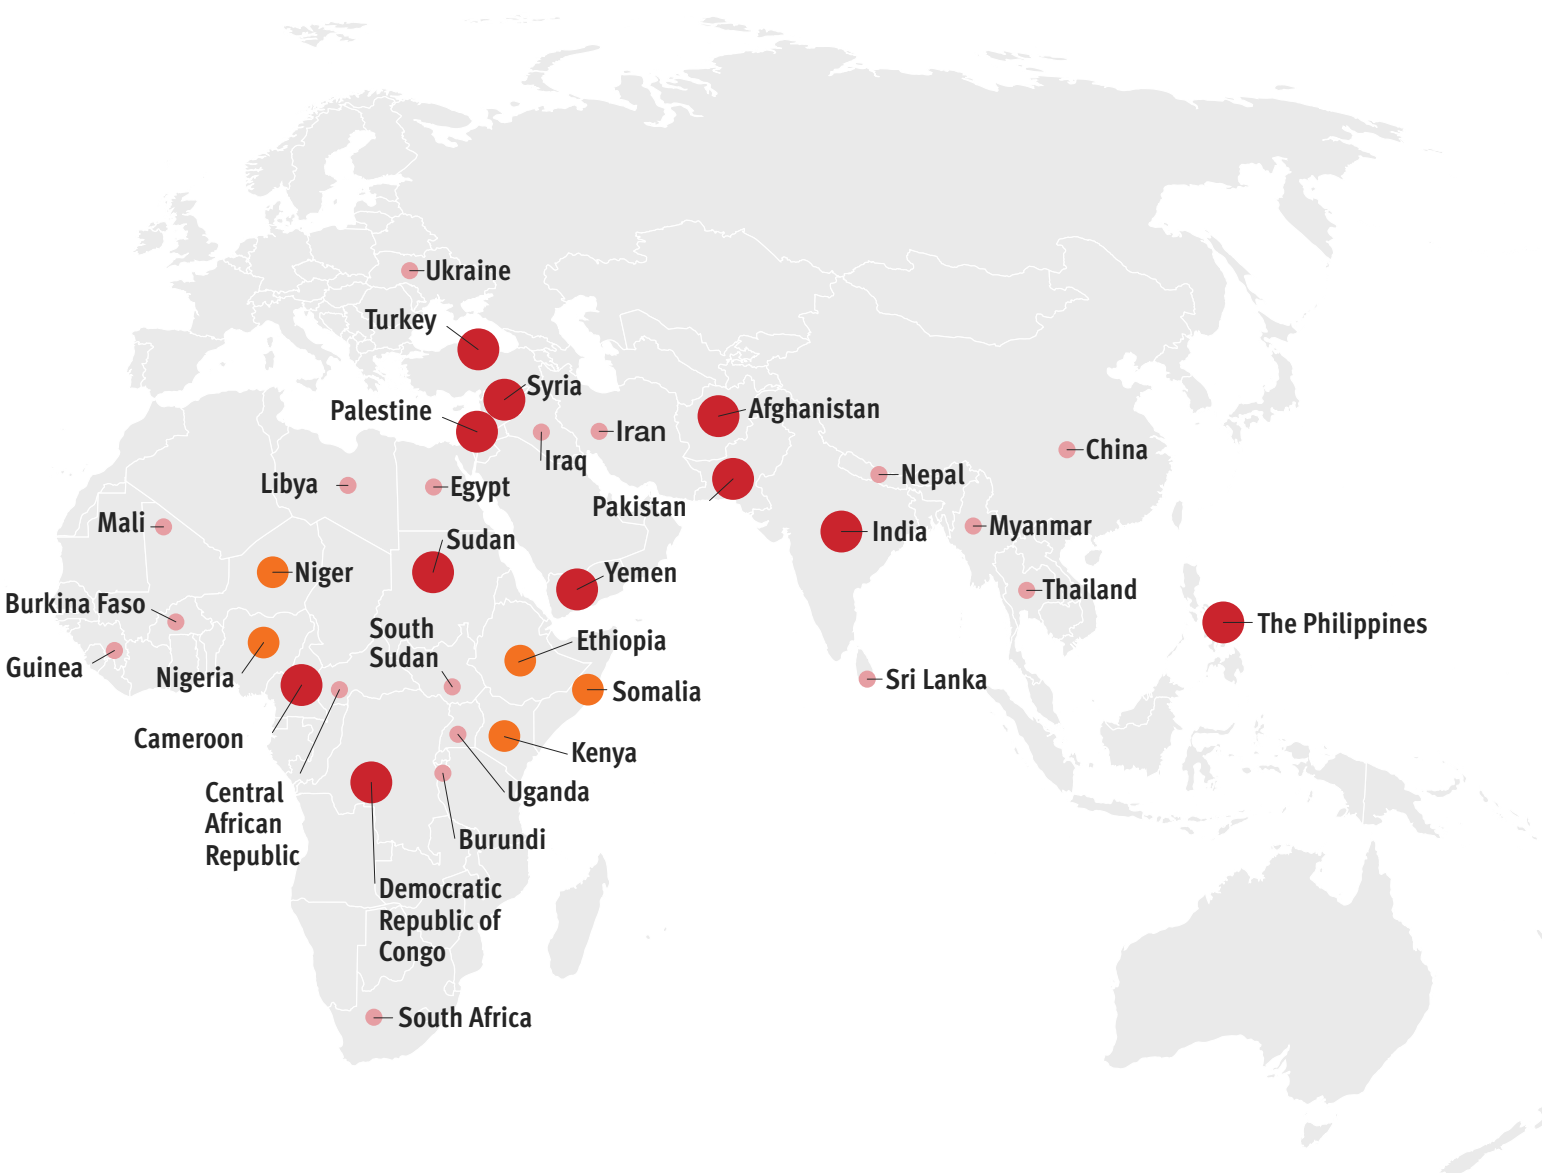 Ukraine
Turkey
Syria
Palestine
Afghanistan
Iran
Iraq
China
Nepal
Libya
Egypt
Pakistan
Mali
Myanmar
India
Sudan
Niger
Yemen
Thailand
Burkina Faso
The Philippines
South
Sudan
Ethiopia
Guinea
Nigeria
Sri Lanka
Somalia
Cameroon
Kenya
Central
African
Republic
Uganda
Burundi
Democratic
Republic of
Congo
South Africa